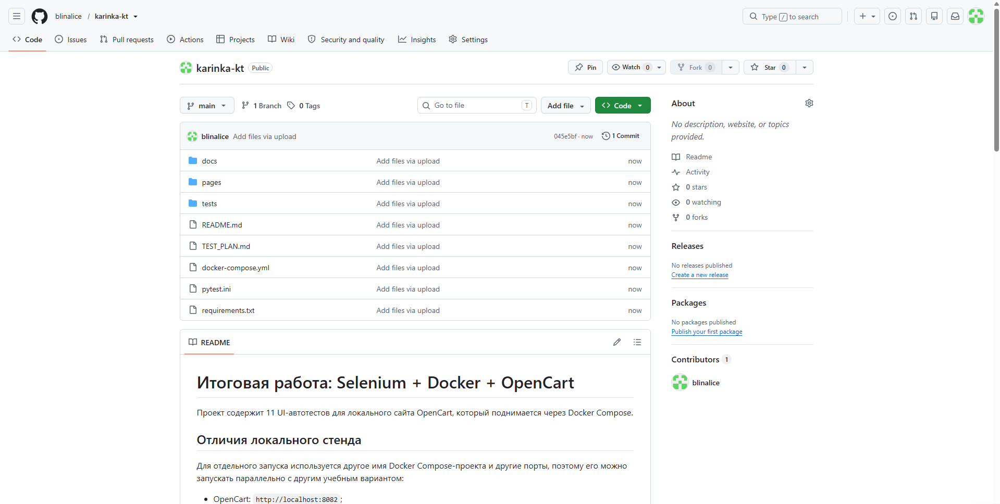 blinalice / karinka-kt
Type / to search
Code Issues Pull requests Actions Projects Wiki Security and quality Insights Settings
karinka-kt Public
Pin Watch 0 Fork 0 Star 0
main 1 Branch 0 Tags Go to file T Add file Code
blinalice Add files via upload 045e5bf · now 1 Commit
docs Add files via upload now
pages Add files via upload now
tests Add files via upload now
README.md Add files via upload now
TEST_PLAN.md Add files via upload now
docker-compose.yml Add files via upload now
pytest.ini Add files via upload now
requirements.txt Add files via upload now
README
Итоговая работа: Selenium + Docker + OpenCart
Проект содержит 11 UI-автотестов для локального сайта OpenCart, который поднимается через Docker Compose.
Отличия локального стенда
Для отдельного запуска используется другое имя Docker Compose-проекта и другие порты, поэтому его можно
запускать параллельно с другим учебным вариантом:
• OpenCart: http://localhost:8082 ;
About
No description, website, or topics
provided.
Readme
Activity
0 stars
0 watching
0 forks
Releases
No releases published
Create a new release
Packages
No packages published
Publish your first package
Contributors 1
blinalice